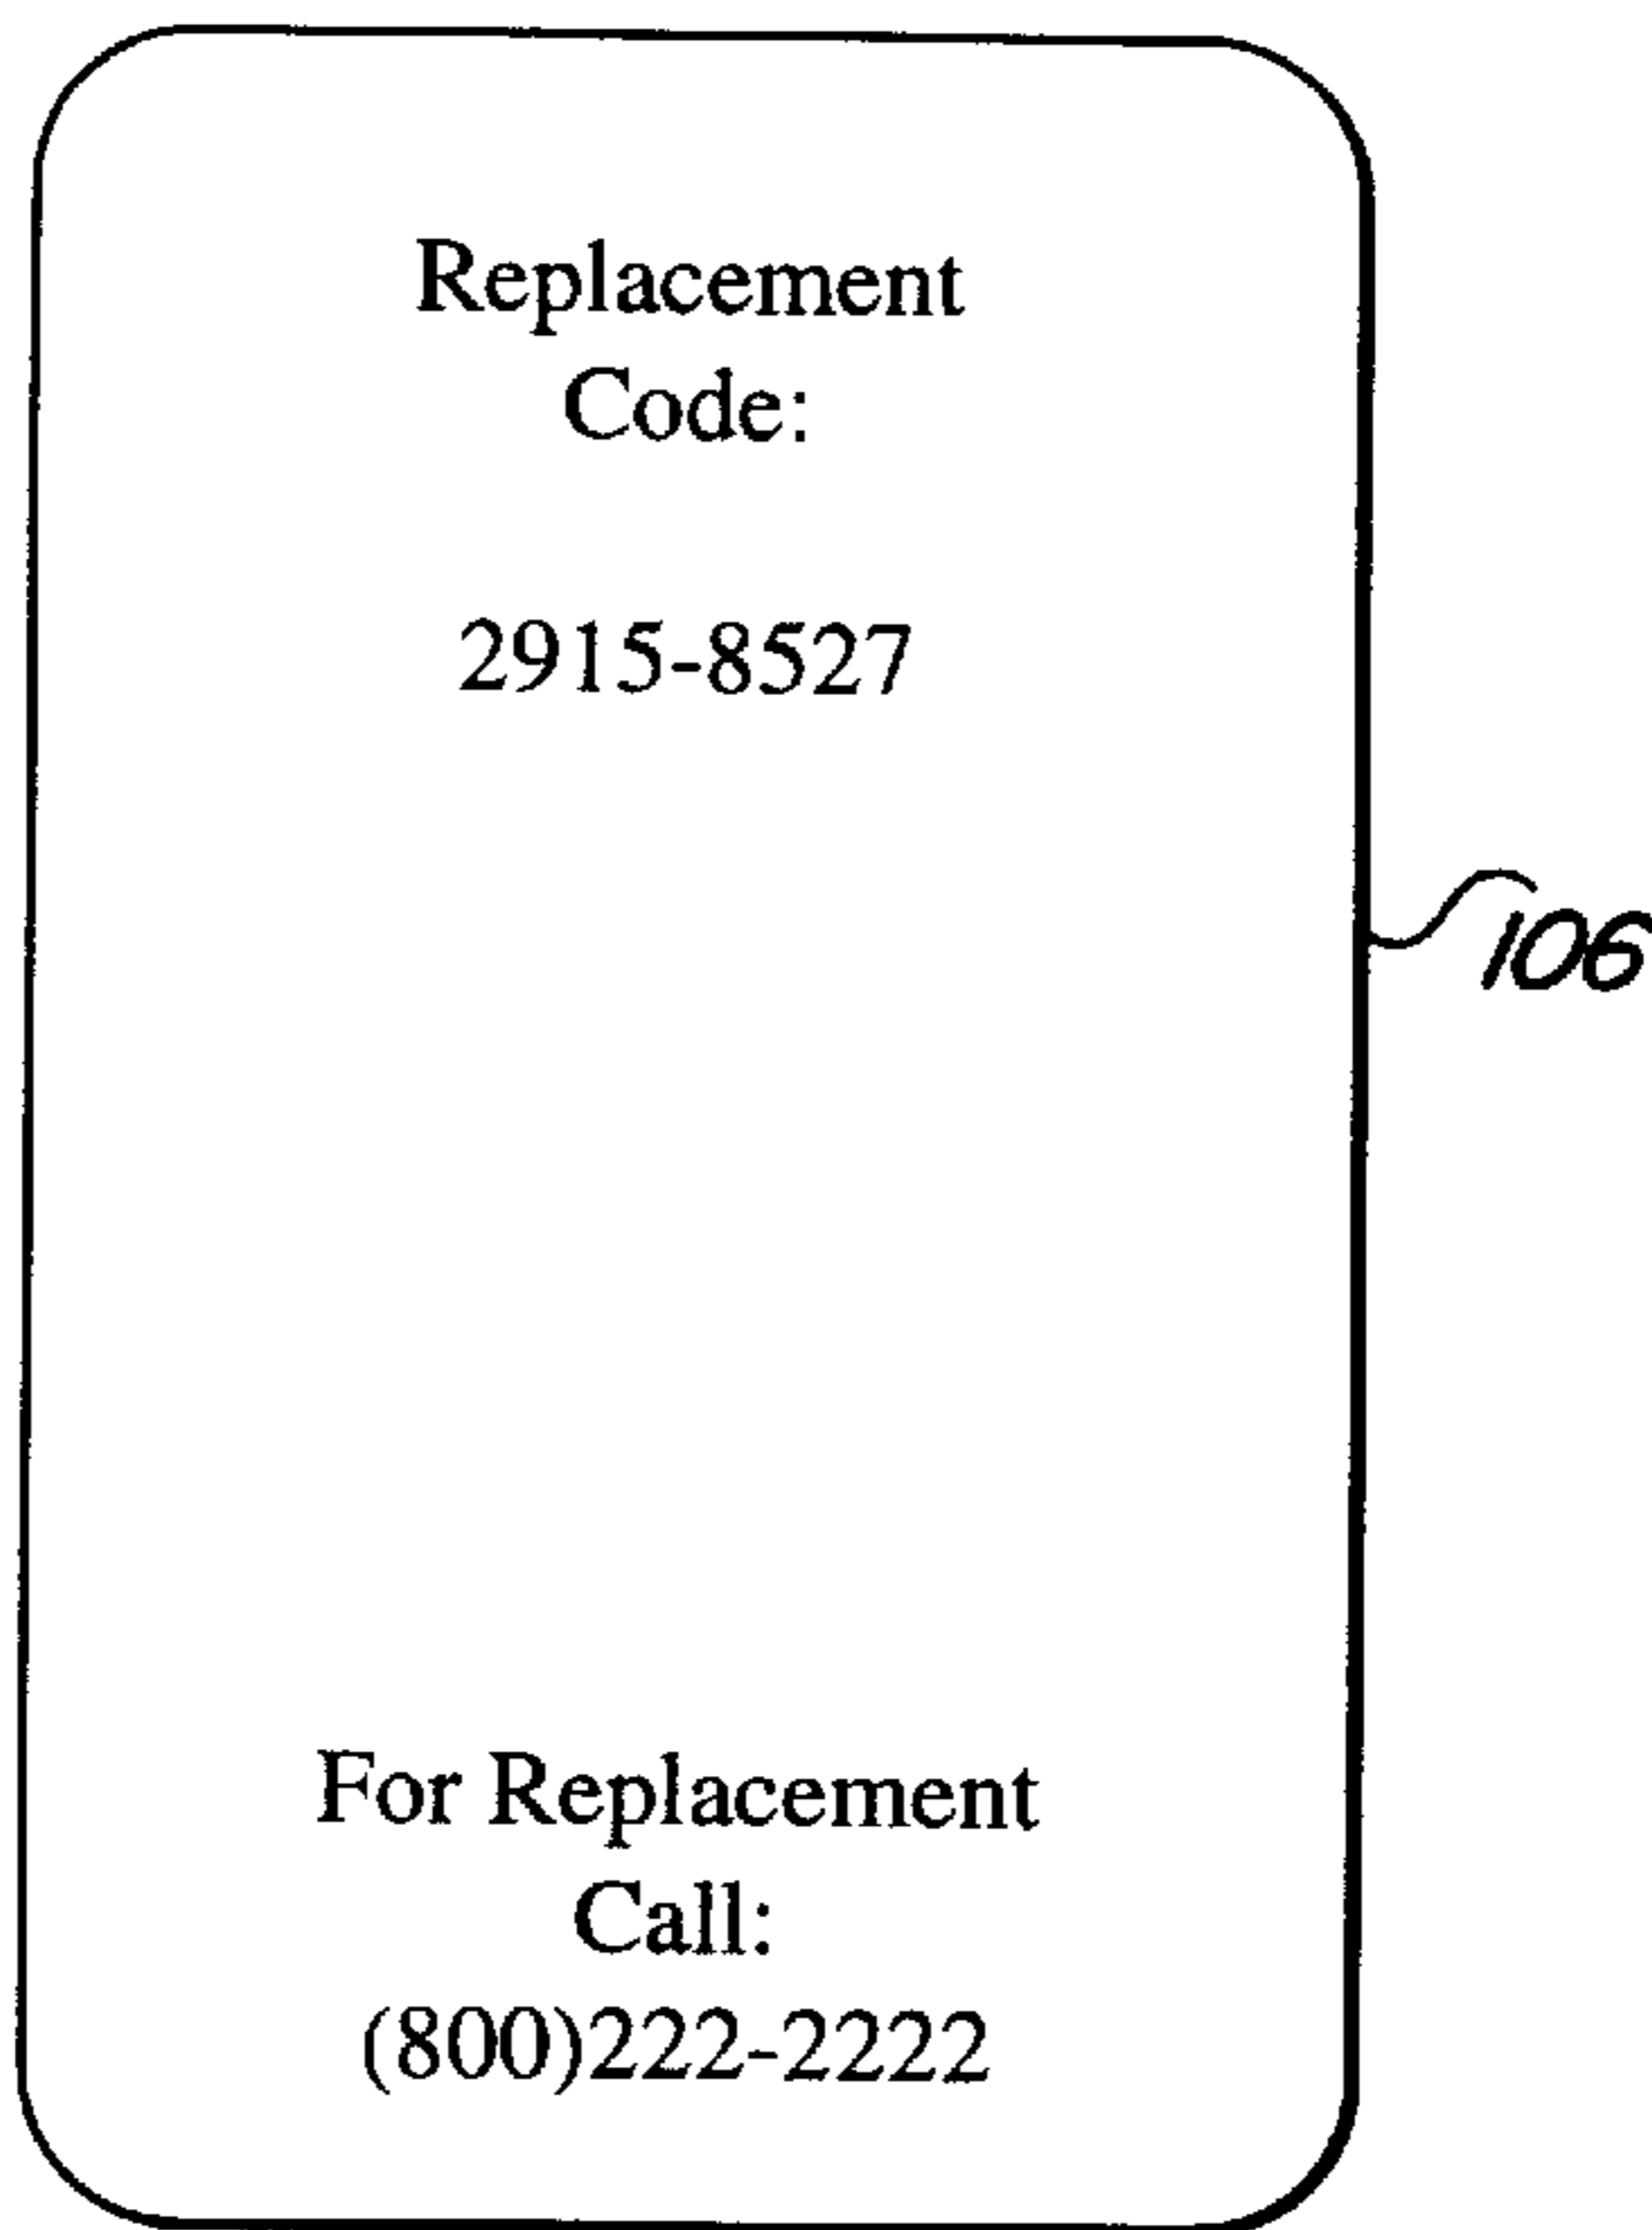 Replacement
Code:
2915-8527
106
For Replacement
Call:
(800)222-2222